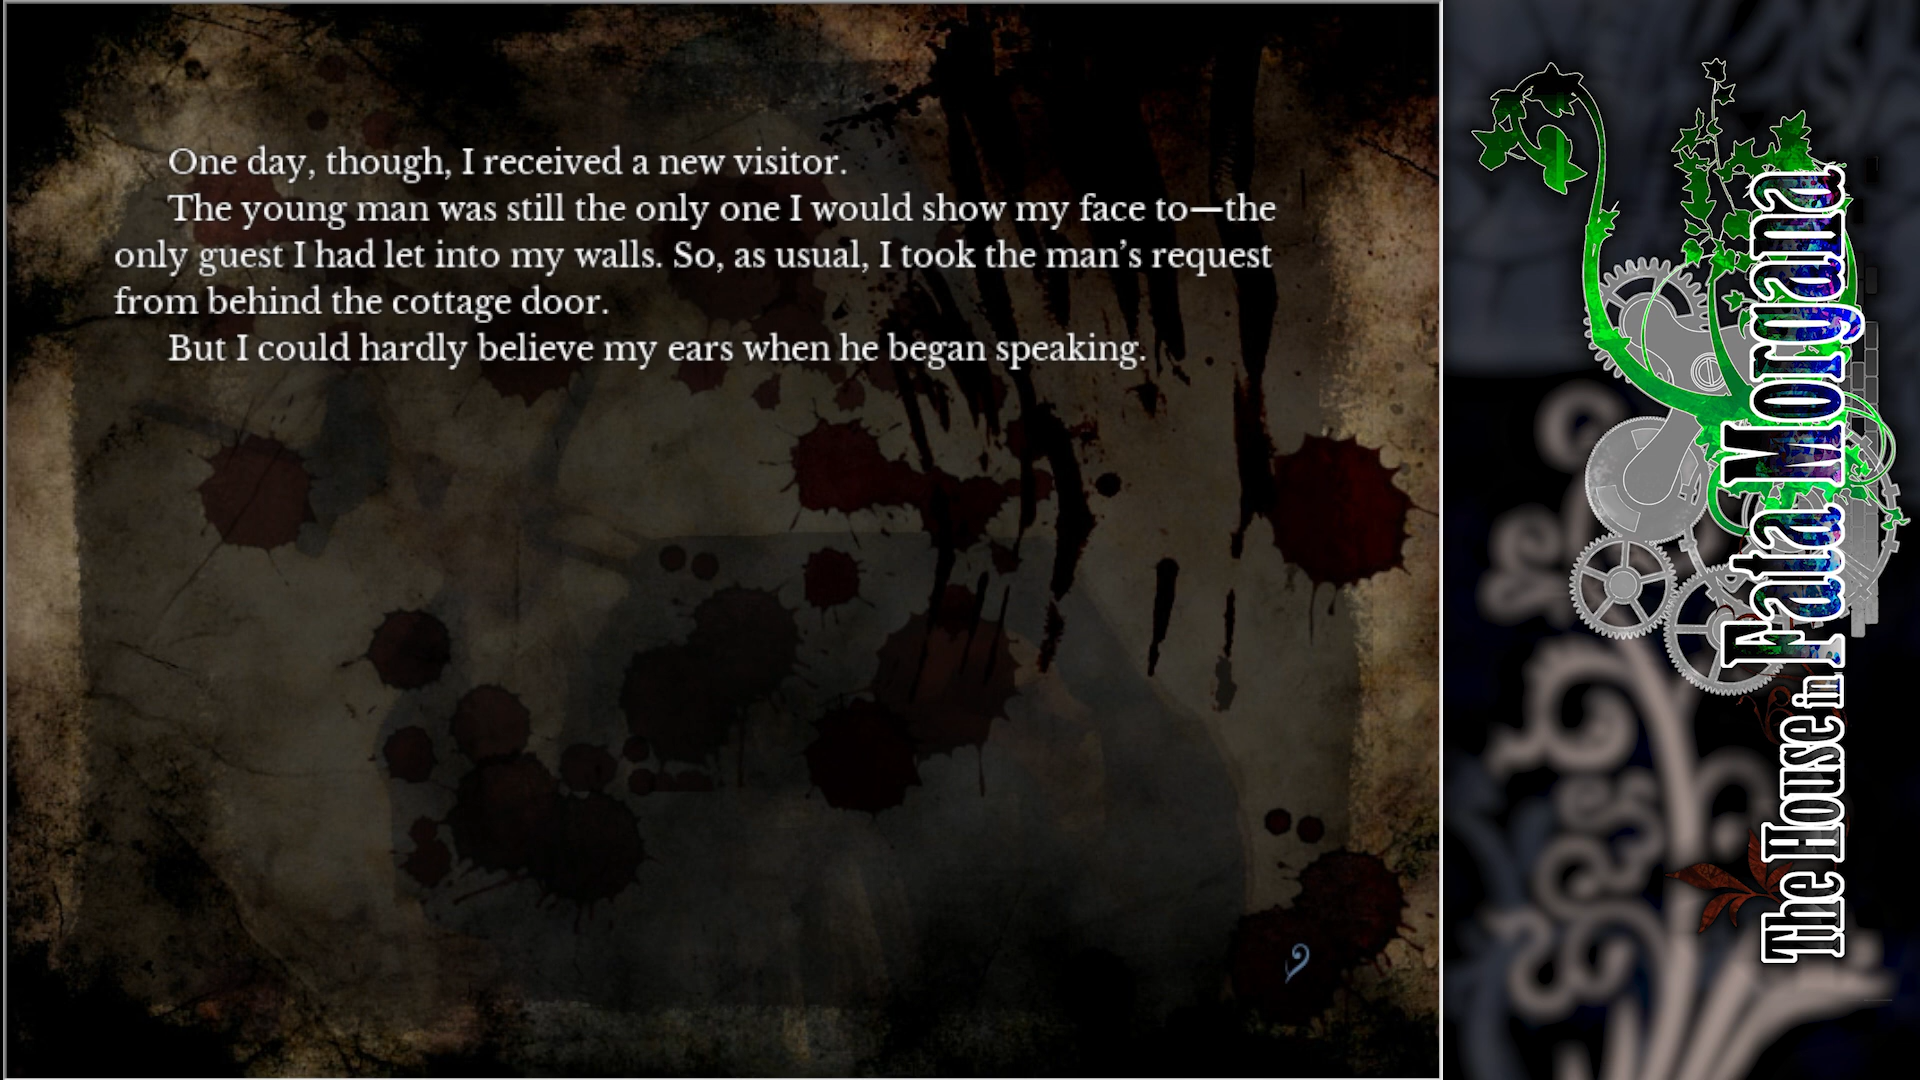 One day, though, I received a new visitor.
The young man was still the only one I would show my face to—the
only guest I had let into my walls. So, as usual, I took the man’s request
from behind the cottage door.
But I could hardly believe my ears when he began speaking.
The House in Fata Morgana